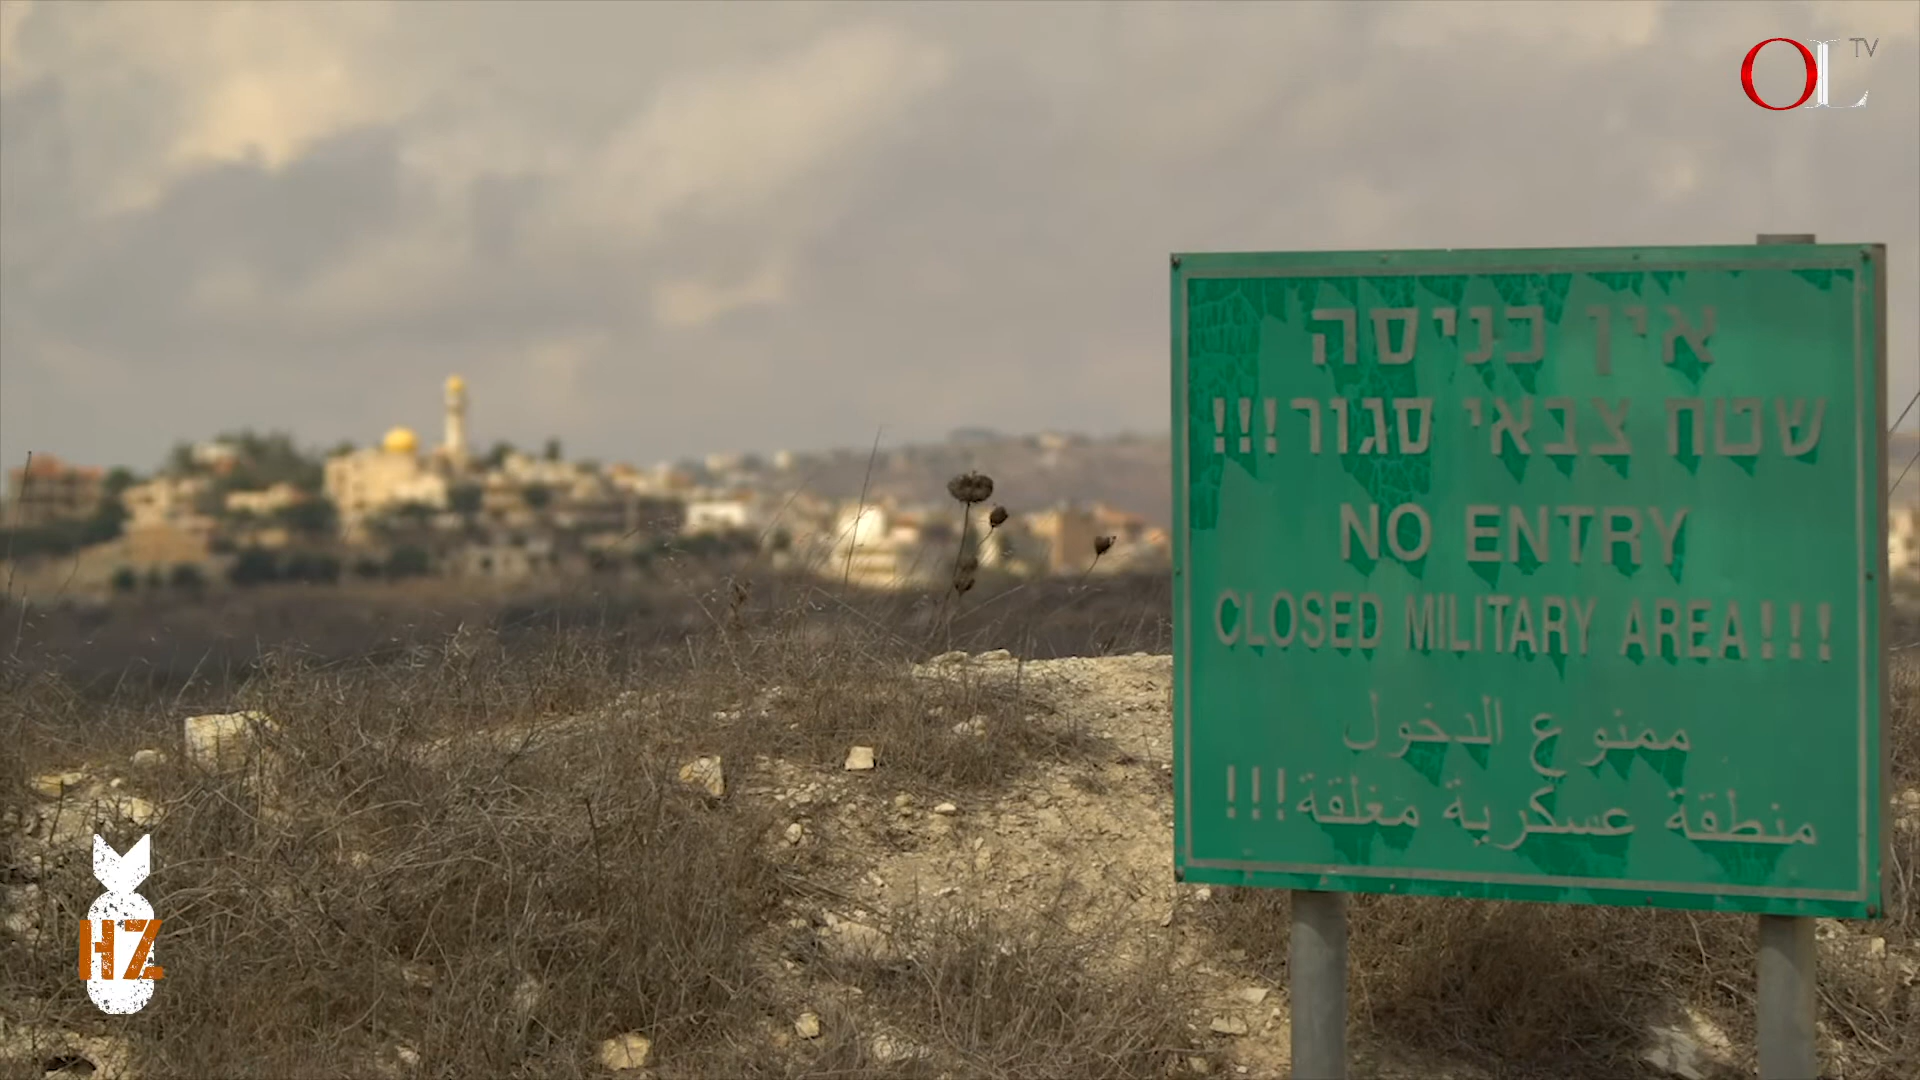 OL TV
אין כניסה
שטח צבאי סגור!!!
NO ENTRY
CLOSED MILITARY AREA!!!
ممنوع الدخول
منطقة عسكرية مغلقة!!!
HZ